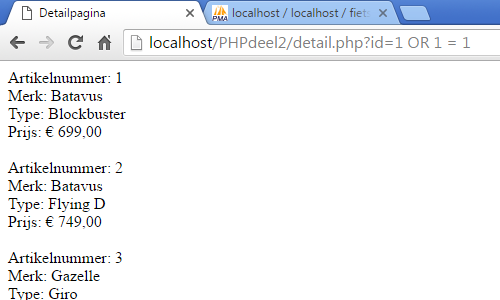 Detailpagina
localhost / localhost / fiets
localhost/PHPdeel2/detail.php?id=1 OR 1 = 1
Artikelnummer: 1
Merk: Batavus
Type: Blockbuster
Prijs: € 699,00
Artikelnummer: 2
Merk: Batavus
Type: Flying D
Prijs: € 749,00
Artikelnummer: 3
Merk: Gazelle
Type: Giro